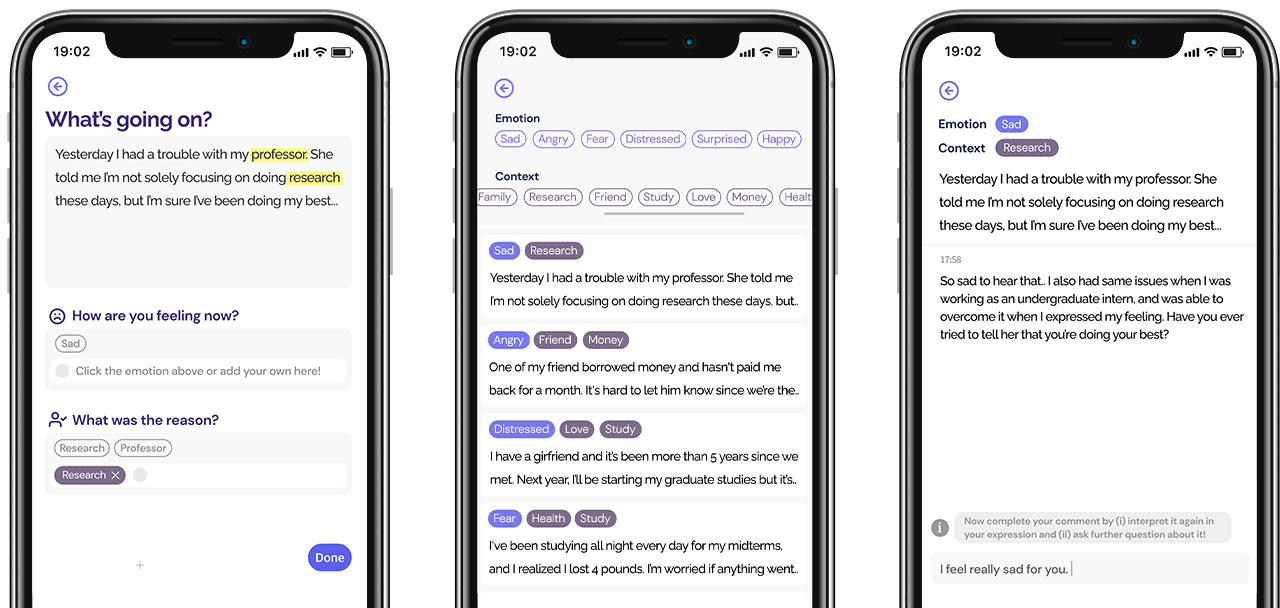 19:02
What's going on?
Yesterday I had a trouble with my professor. She
told me I'm not solely focusing on doing research
these days, but I'm sure I've been doing my best...
How are you feeling now?
Sad
Click the emotion above or add your own here!
What was the reason?
Research Professor
Research
Done
19:02
Emotion
Sad Angry Fear Distressed Surprised Happy
Context
Family Research Friend Study Love Money Healt
Sad Research
Yesterday I had a trouble with my professor. She told me
I'm not solely focusing on doing research these days, but..
Angry Friend Money
One of my friend borrowed money and hasn't paid me
back for a month. It's hard to let him know since we're the..
Distressed Love Study
I have a girlfriend and it's been more than 5 years since we
met. Next year, I'll be starting my graduate studies but it's..
Fear Health Study
I've been studying all night every day for my midterms,
and I realized I lost 4 pounds. I'm worried if anything went..
19:02
Emotion Sad
Context Research
Yesterday I had a trouble with my professor. She
told me I'm not solely focusing on doing research
these days, but I'm sure I've been doing my best...
17:58
So sad to hear that.. I also had same issues when I was
working as an undergraduate intern, and was able to
overcome it when I expressed my feeling. Have you ever
tried to tell her that you're doing your best?
Now complete your comment by (i) interpret it again in
your expression and (ii) ask further question about it!
I feel really sad for you.